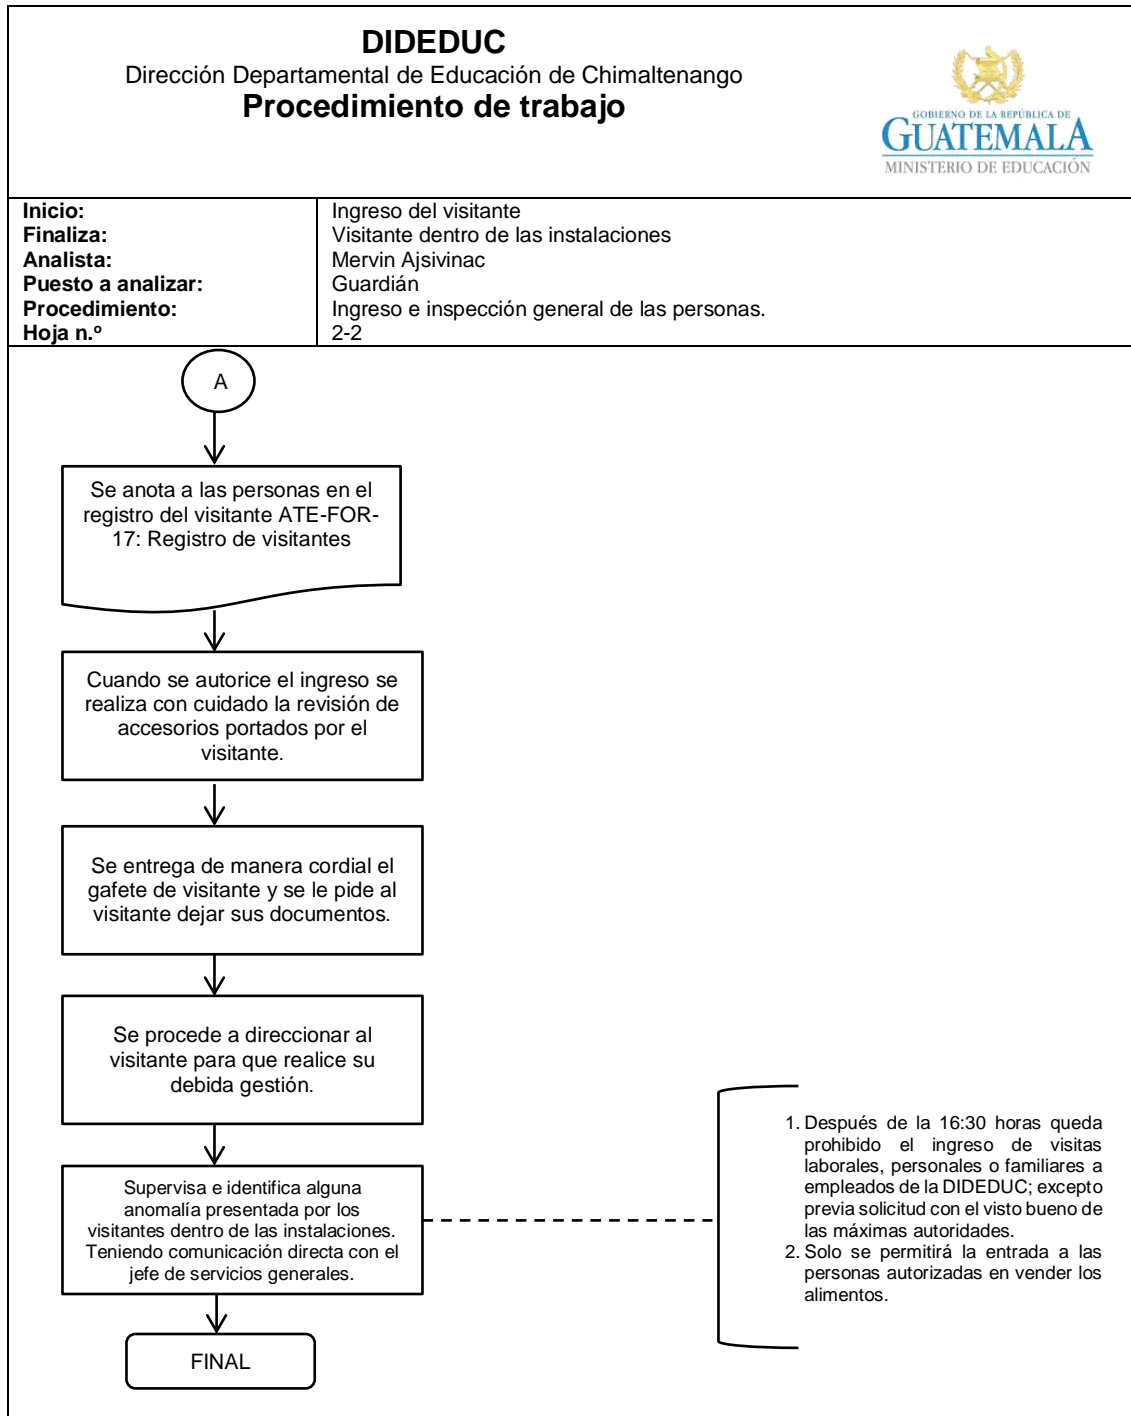 DIDEDUC
Dirección Departamental de Educación de Chimaltenango
Procedimiento de trabajo
GOBIERNO DE LA REPÚBLICA DE
GUATEMALA
MINISTERIO DE EDUCACIÓN
Inicio: Ingreso del visitante
Finaliza: Visitante dentro de las instalaciones
Analista: Mervin Ajsivinac
Puesto a analizar: Guardián
Procedimiento: Ingreso e inspección general de las personas.
Hoja n.º 2-2
A
Se anota a las personas en el
registro del visitante ATE-FOR-
17: Registro de visitantes
Cuando se autorice el ingreso se
realiza con cuidado la revisión de
accesorios portados por el
visitante.
Se entrega de manera cordial el
gafete de visitante y se le pide al
visitante dejar sus documentos.
Se procede a direccionar al
visitante para que realice su
debida gestión.
Supervisa e identifica alguna
anomalía presentada por los
visitantes dentro de las instalaciones.
Teniendo comunicación directa con el
jefe de servicios generales.
1. Después de la 16:30 horas queda
prohibido el ingreso de visitas
laborales, personales o familiares a
empleados de la DIDEDUC; excepto
previa solicitud con el visto bueno de
las máximas autoridades.
2. Solo se permitirá la entrada a las
personas autorizadas en vender los
alimentos.
FINAL